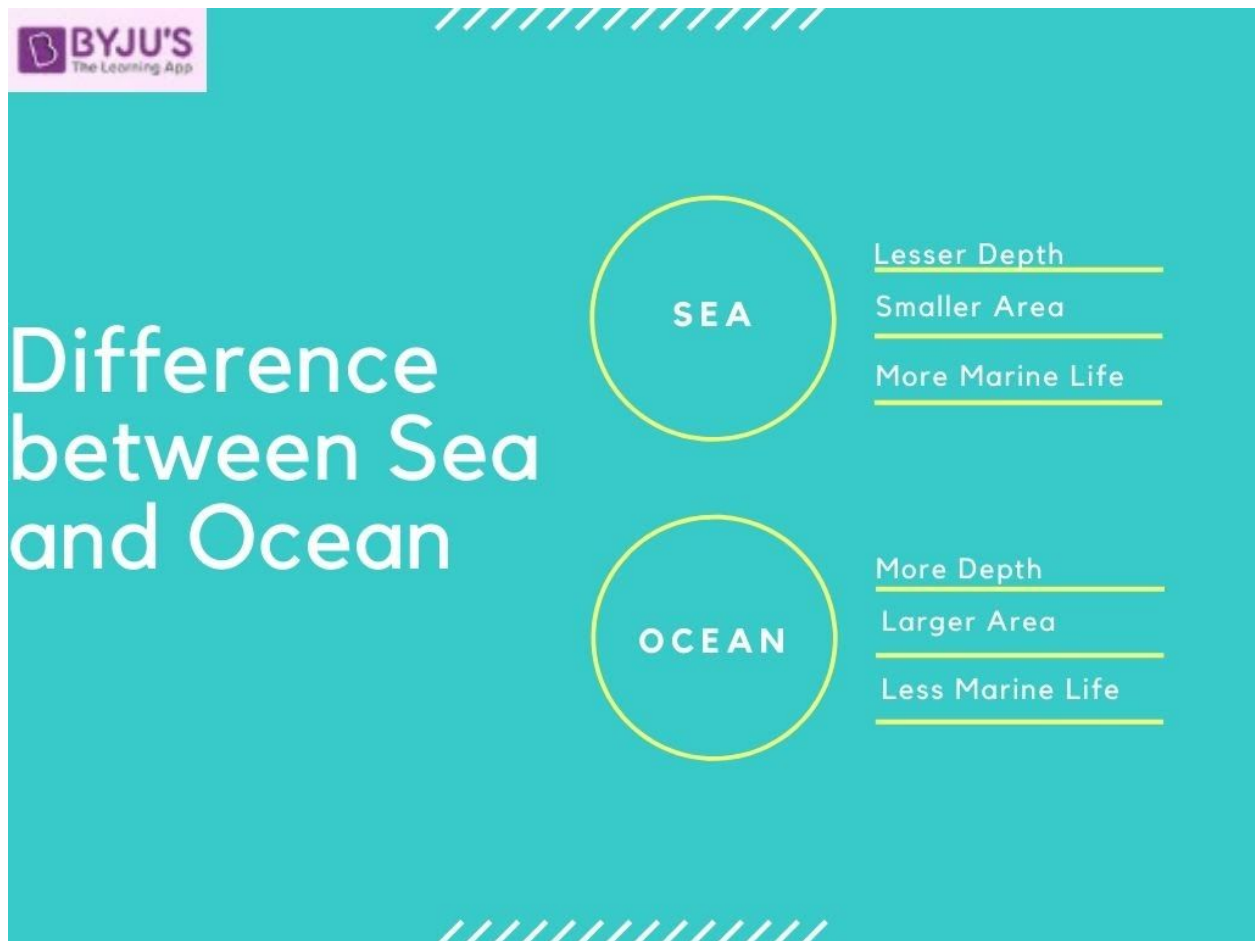 BYJU'S
The Learning App
Difference
between Sea
and Ocean
SEA
Lesser Depth
Smaller Area
More Marine Life
OCEAN
More Depth
Larger Area
Less Marine Life